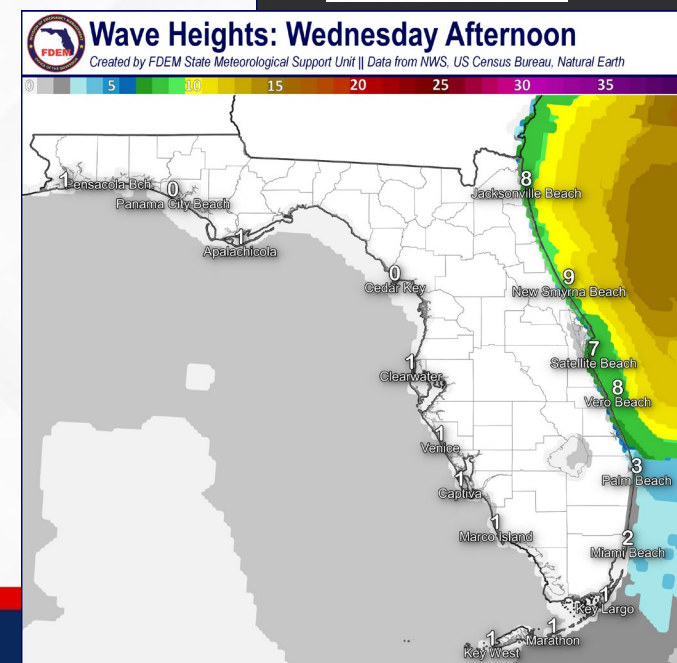 Wave Heights: Wednesday Afternoon
FDEM
Created by FDEM State Meteorological Support Unit || Data from NWS, US Census Bureau, Natural Earth
0 5 10 15 20 25 30 35
8
Jacksonville Beach
1
Pensacola Bch
0
Panama City Beach
1
Apalachicola
0
Cedar Key
9
New Smyrna Beach
7
Satellite Beach
1
Clearwater
8
Vero Beach
1
Venice
3
Palm Beach
1
Captiva
1
Marco Island
2
Miami Beach
1
Key Largo
1
Marathon
1
Key West